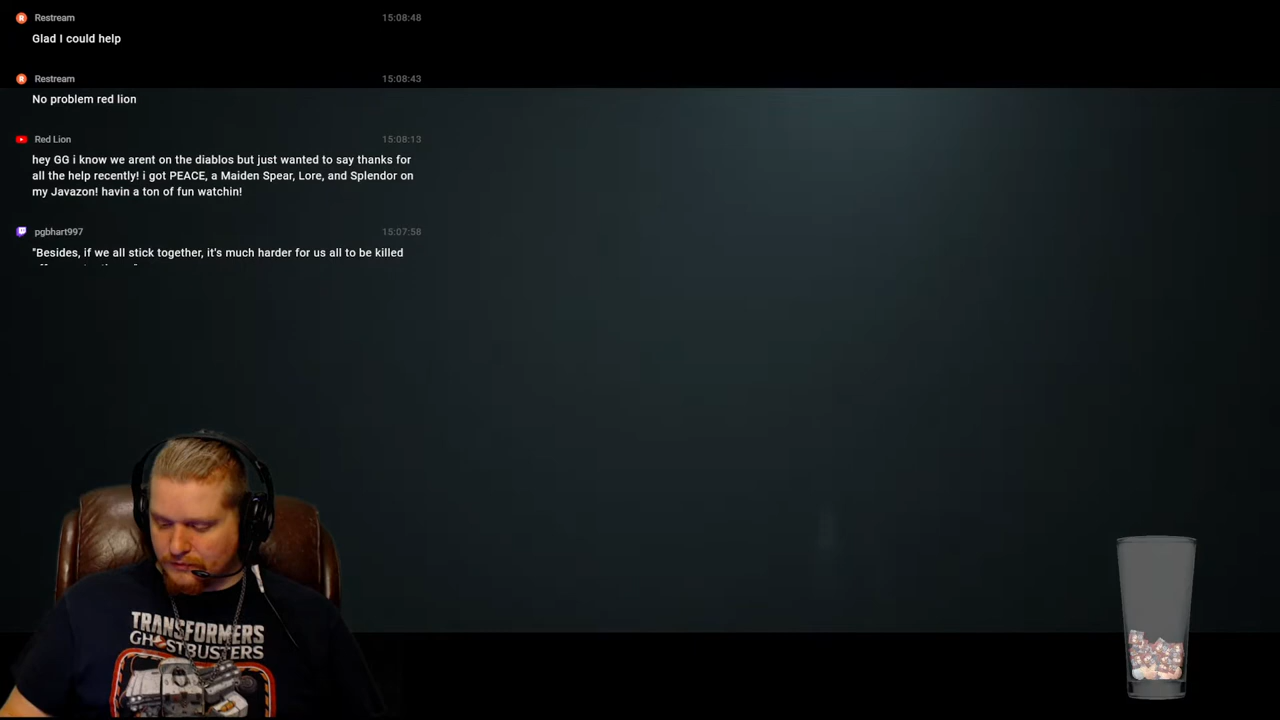 Restream 15:08:48
Glad I could help
Restream 15:08:43
No problem red lion
Red Lion 15:08:13
hey GG i know we arent on the diablos but just wanted to say thanks for
all the help recently! i got PEACE, a Maiden Spear, Lore, and Splendor on
my Javazon! havin a ton of fun watchin!
pgbhart997 15:07:58
"Besides, if we all stick together, it's much harder for us all to be killed
TRANSFORMERS
GHOSTBUSTERS